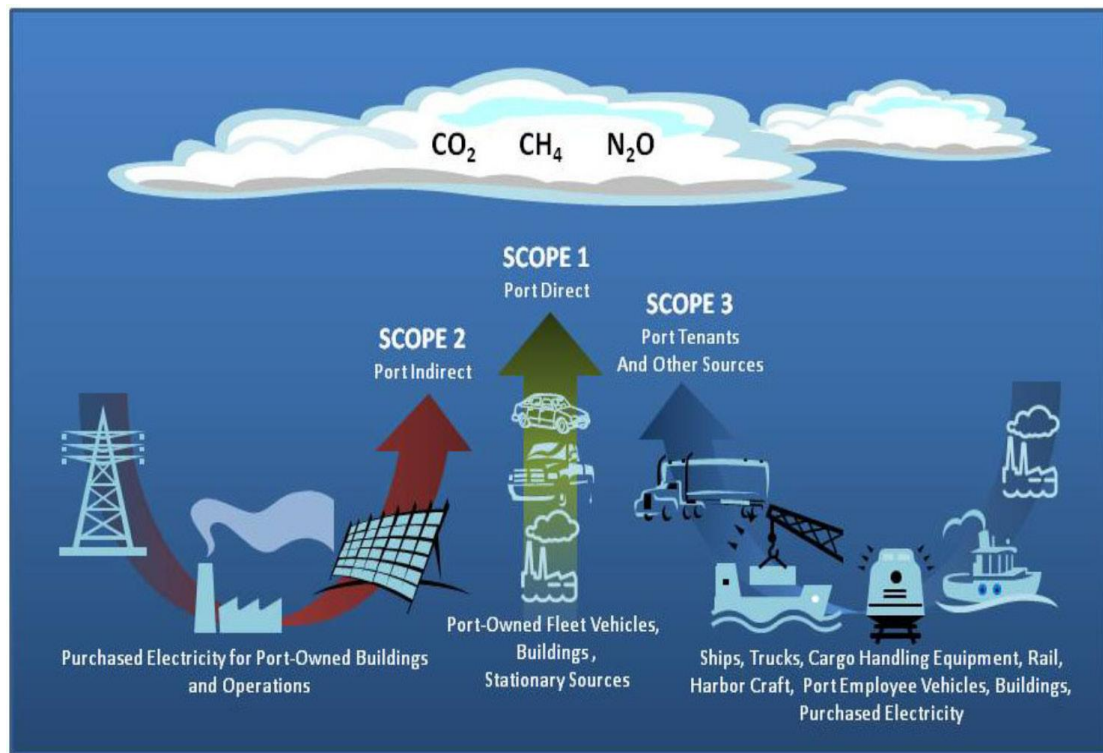 CO₂ CH₄ N₂O
SCOPE 1
Port Direct
SCOPE 2
Port Indirect
SCOPE 3
Port Tenants
And Other Sources
Purchased Electricity for Port-Owned Buildings
and Operations
Port-Owned Fleet Vehicles,
Buildings ,
Stationary Sources
Ships, Trucks, Cargo Handling Equipment, Rail,
Harbor Craft, Port Employee Vehicles, Buildings,
Purchased Electricity